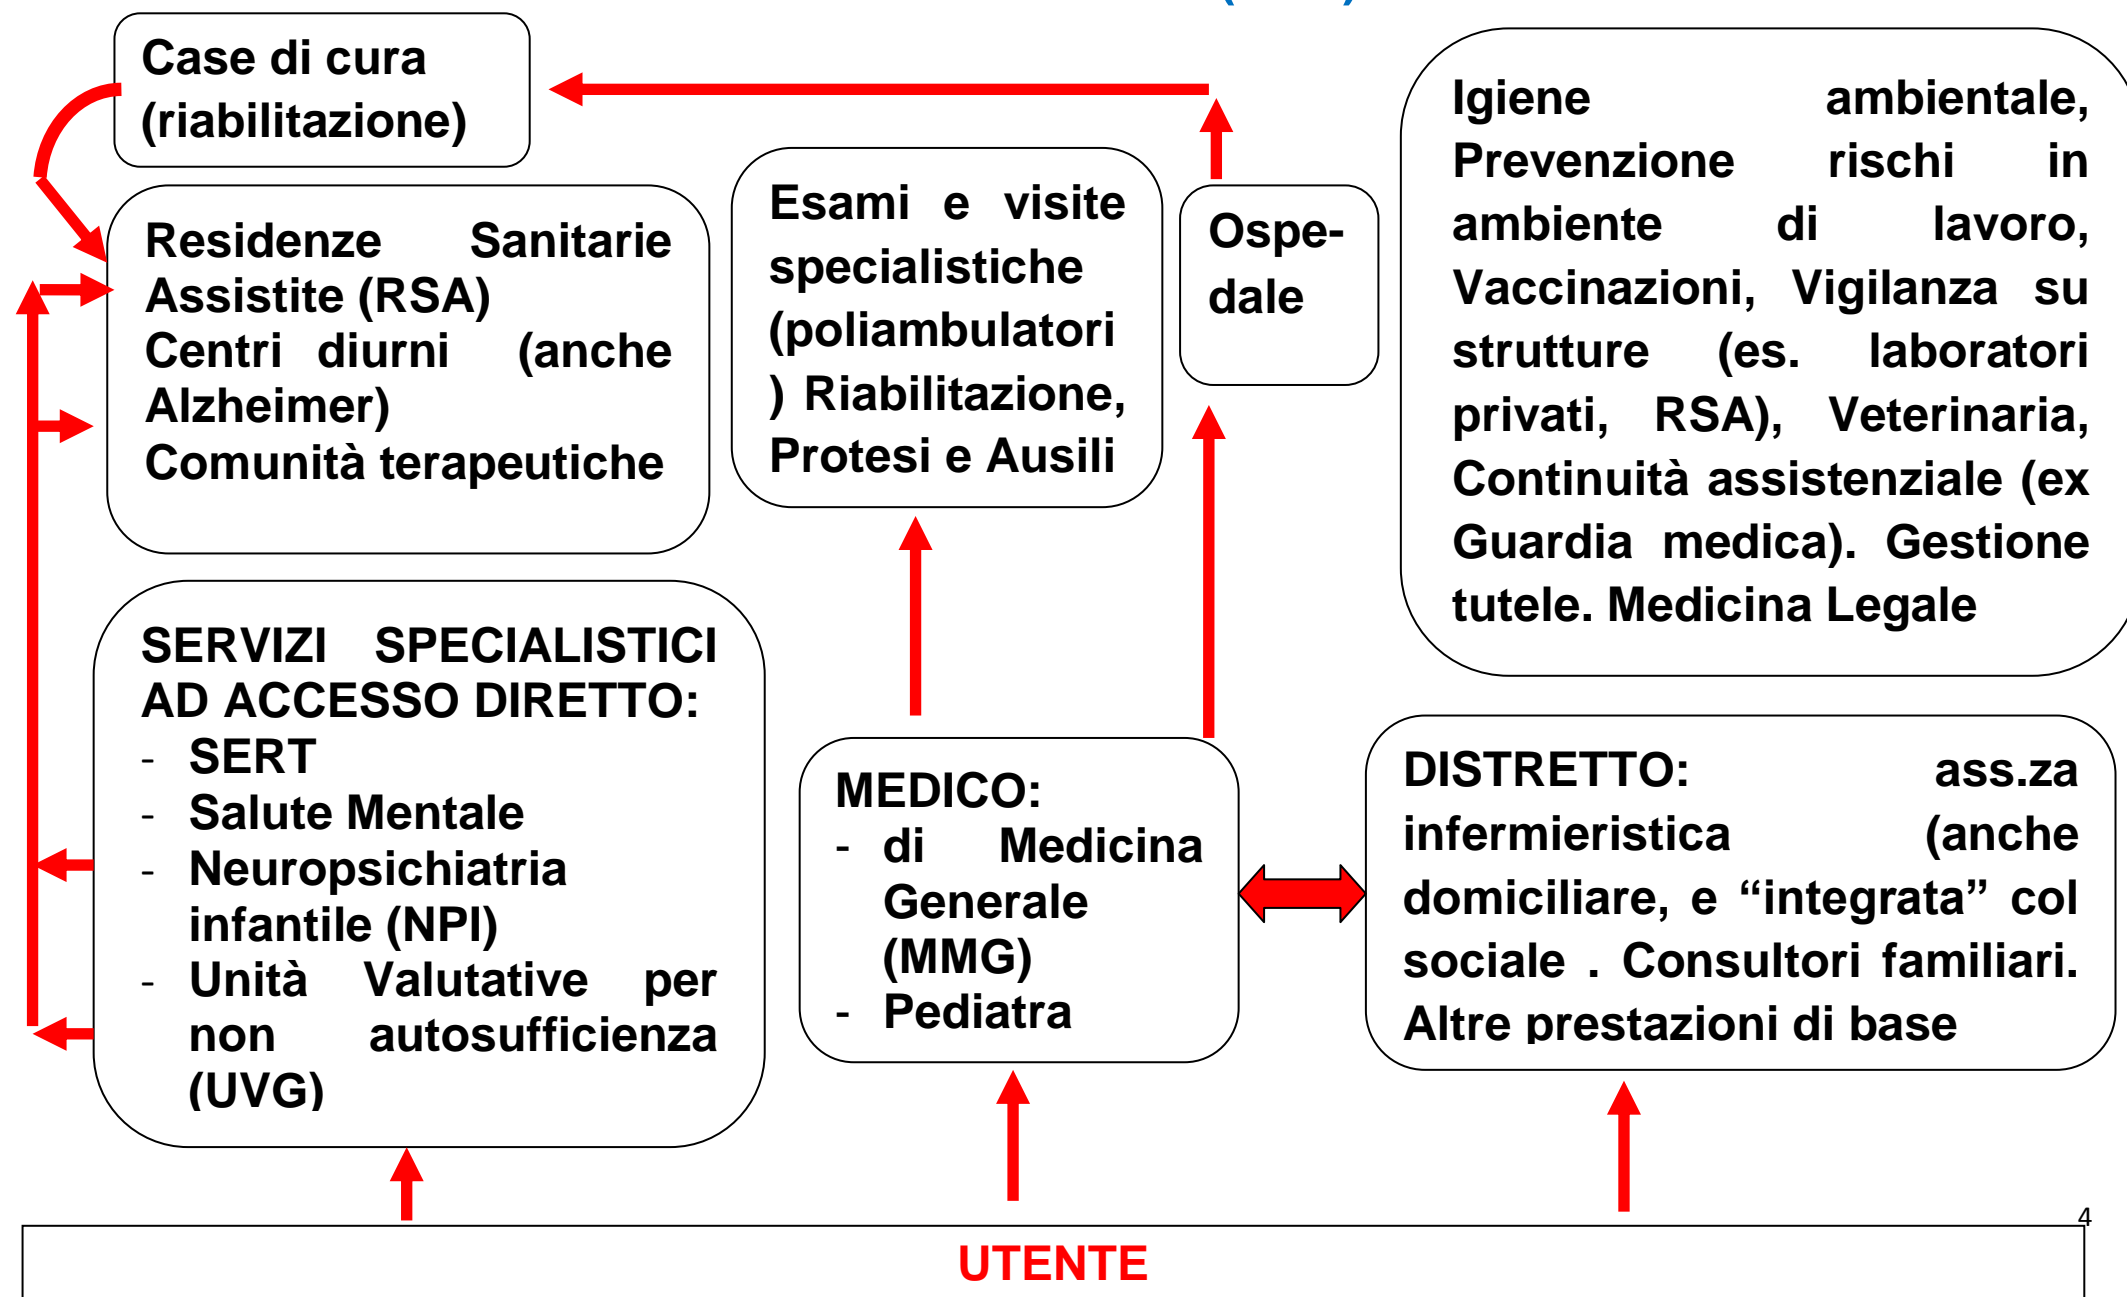 Case di cura
(riabilitazione)
Residenze Sanitarie
Assistite (RSA)
Centri diurni (anche
Alzheimer)
Comunità terapeutiche
Esami e visite
specialistiche
(poliambulatori
) Riabilitazione,
Protesi e Ausili
Ospe-
dale
Igiene ambientale,
Prevenzione rischi in
ambiente di lavoro,
Vaccinazioni, Vigilanza su
strutture (es. laboratori
privati, RSA), Veterinaria,
Continuità assistenziale (ex
Guardia medica). Gestione
tutele. Medicina Legale
SERVIZI SPECIALISTICI
AD ACCESSO DIRETTO:
- SERT
- Salute Mentale
- Neuropsichiatria
infantile (NPI)
- Unità Valutative per
non autosufficienza
(UVG)
MEDICO:
- di Medicina
Generale
(MMG)
- Pediatra
DISTRETTO: ass.za
infermieristica (anche
domiciliare, e “integrata” col
sociale . Consultori familiari.
Altre prestazioni di base
4
UTENTE